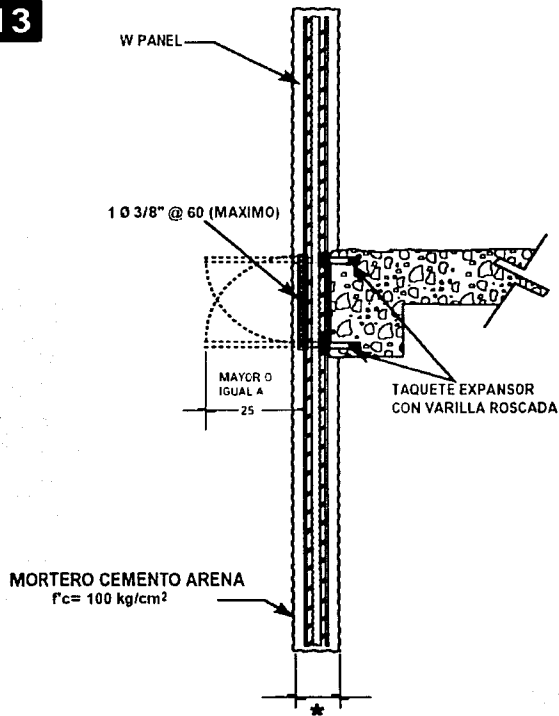 13
W PANEL
1 Ø 3/8" @ 60 (MAXIMO)
MAYOR O
IGUAL A
25
TAQUETE EXPANSOR
CON VARILLA ROSCADA
MORTERO CEMENTO ARENA
f'c= 100 kg/cm²
*